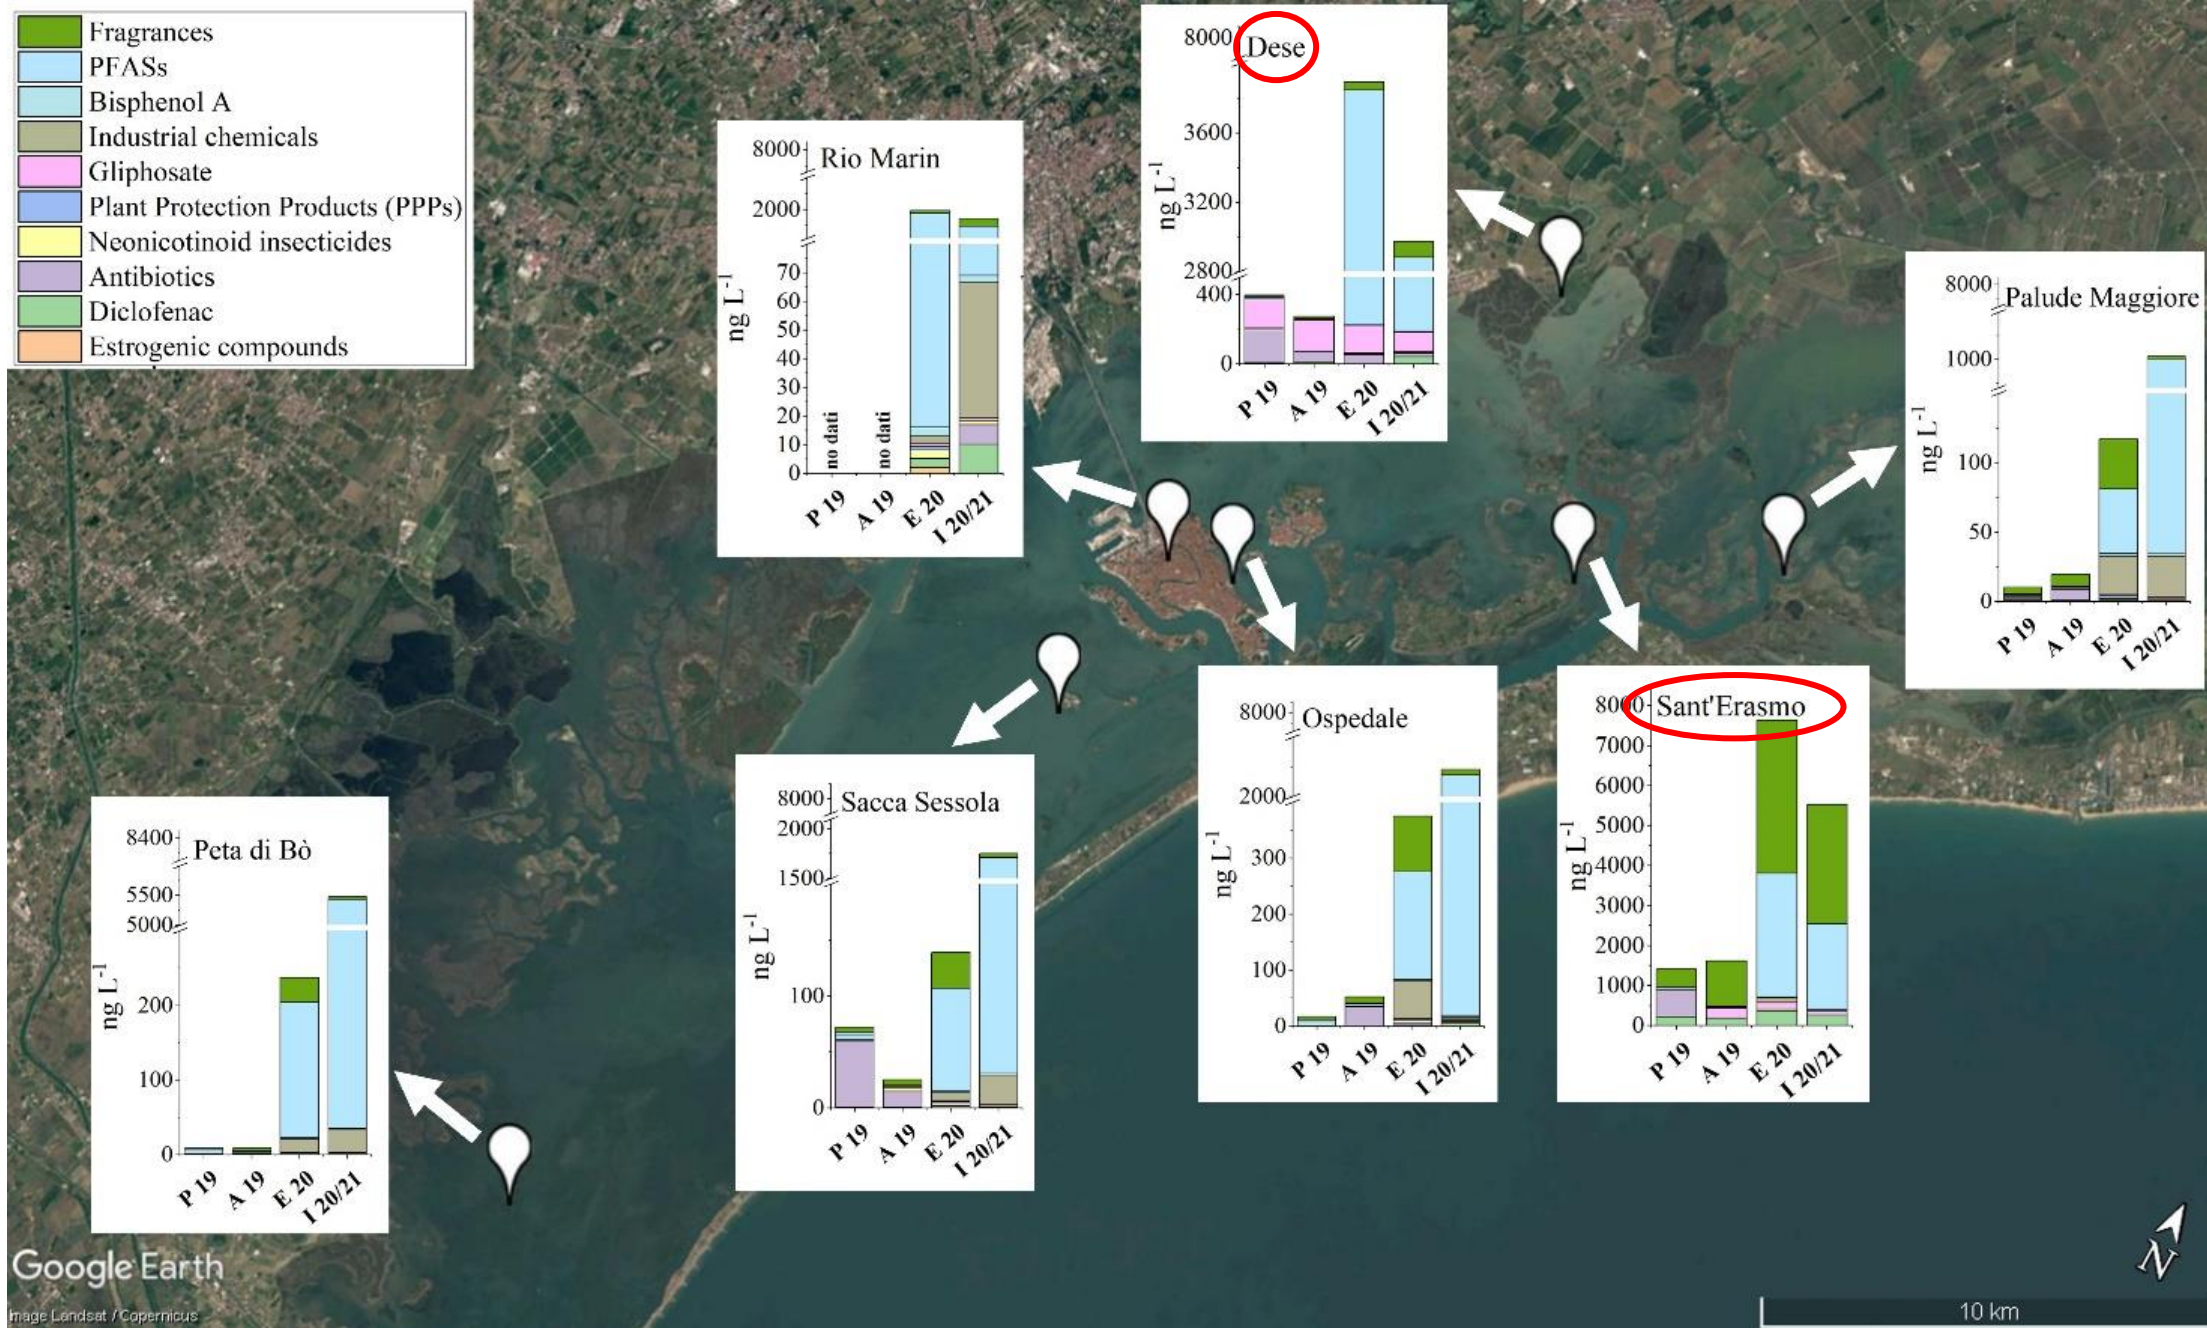 Fragrances
PFASs
Bisphenol A
Industrial chemicals
Gliphosate
Plant Protection Products (PPPs)
Neonicotinoid insecticides
Antibiotics
Diclofenac
Estrogenic compounds
Dese
8000
3600
3200
2800
400
0
ng L⁻¹
P 19
A 19
E 20
I 20/21
Rio Marin
8000
2000
70
60
50
40
30
20
10
0
ng L⁻¹
no dati
no dati
P 19
A 19
E 20
I 20/21
Palude Maggiore
8000
1000
100
50
0
ng L⁻¹
P 19
A 19
E 20
I 20/21
Peta di Bò
8400
5500
5000
200
100
0
ng L⁻¹
P 19
A 19
E 20
I 20/21
Sacca Sessola
8000
2000
1500
100
0
ng L⁻¹
P 19
A 19
E 20
I 20/21
Ospedale
8000
2000
300
200
100
0
ng L⁻¹
P 19
A 19
E 20
I 20/21
Sant'Erasmo
8000
7000
6000
5000
4000
3000
2000
1000
0
ng L⁻¹
P 19
A 19
E 20
I 20/21
Google Earth
Image Landsat / Copernicus
N
10 km